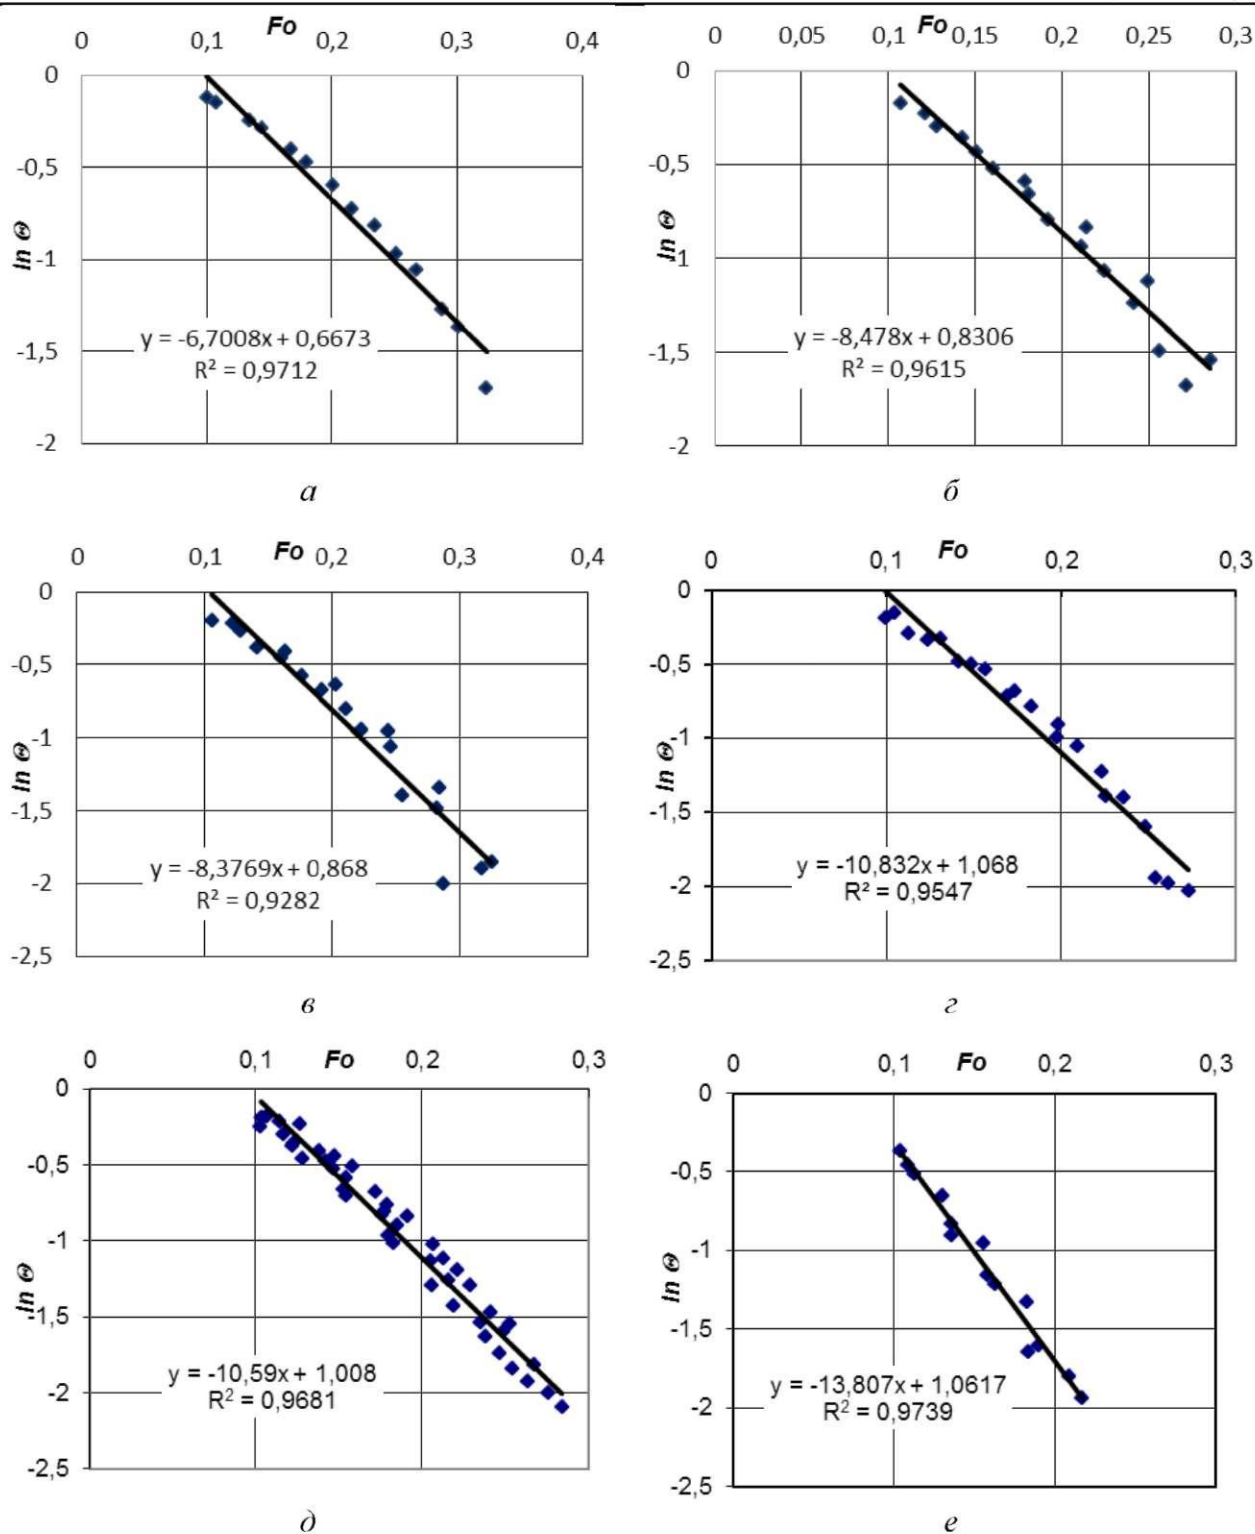 Fo
0 0,1 0,2 0,3 0,4
0
-0,5
-1
-1,5
-2
ln Θ
y = -6,7008x + 0,6673
R² = 0,9712
а
Fo
0 0,05 0,1 0,15 0,2 0,25 0,3
0
-0,5
-1
-1,5
-2
ln Θ
y = -8,478x + 0,8306
R² = 0,9615
б
Fo
0 0,1 0,2 0,3 0,4
0
-0,5
-1
-1,5
-2
-2,5
ln Θ
y = -8,3769x + 0,868
R² = 0,9282
в
Fo
0 0,1 0,2 0,3
0
-0,5
-1
-1,5
-2
-2,5
ln Θ
y = -10,832x + 1,068
R² = 0,9547
г
Fo
0 0,1 0,2 0,3
0
-0,5
-1
-1,5
-2
-2,5
ln Θ
y = -10,59x + 1,008
R² = 0,9681
д
Fo
0 0,1 0,2 0,3
0
-0,5
-1
-1,5
-2
-2,5
ln Θ
y = -13,807x + 1,0617
R² = 0,9739
е